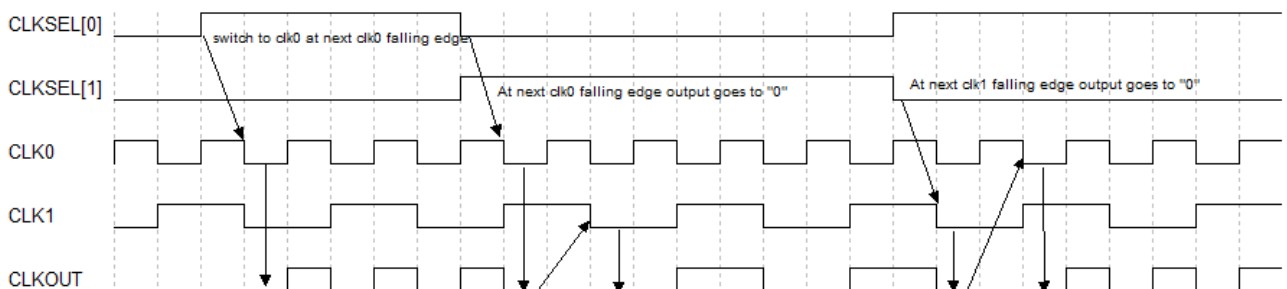 CLKSEL[0]
switch to clk0 at next clk0 falling edge
CLKSEL[1]
At next clk0 falling edge output goes to "0"
At next clk1 falling edge output goes to "0"
CLK0
CLK1
CLKOUT